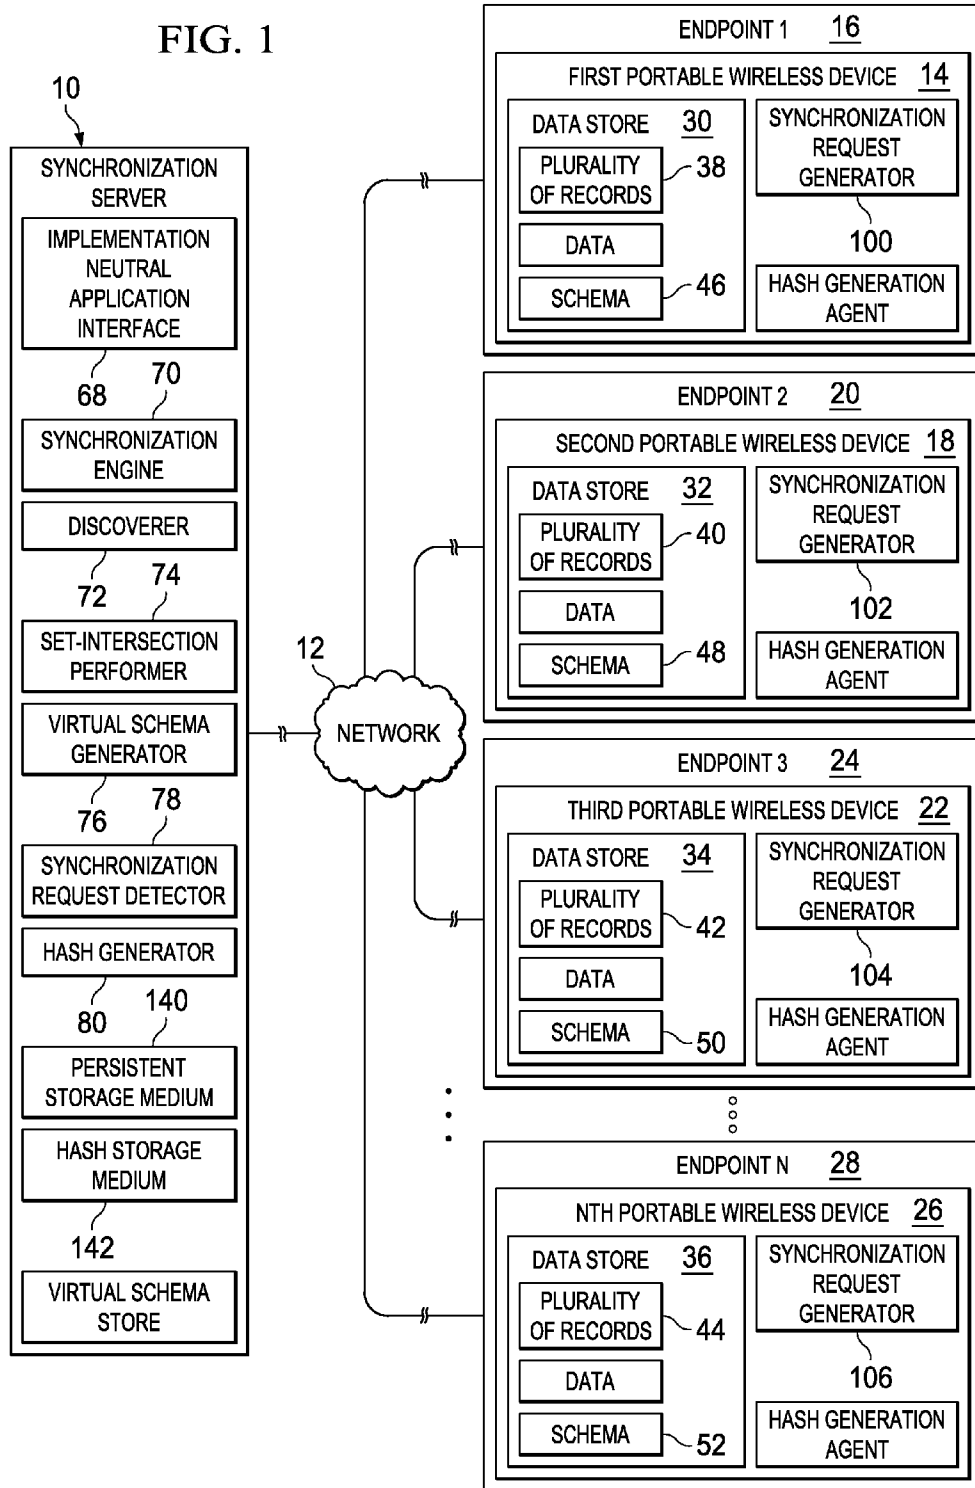 FIG. 1
10
SYNCHRONIZATION
SERVER
IMPLEMENTATION
NEUTRAL
APPLICATION
INTERFACE
68
70
SYNCHRONIZATION
ENGINE
DISCOVERER
72
74
SET-INTERSECTION
PERFORMER
VIRTUAL SCHEMA
GENERATOR
76
78
SYNCHRONIZATION
REQUEST DETECTOR
HASH GENERATOR
80
140
PERSISTENT
STORAGE MEDIUM
HASH STORAGE
MEDIUM
142
VIRTUAL SCHEMA
STORE
12
NETWORK
ENDPOINT 1 16
FIRST PORTABLE WIRELESS DEVICE 14
DATA STORE 30
PLURALITY
OF RECORDS
38
DATA
SCHEMA
46
SYNCHRONIZATION
REQUEST
GENERATOR
100
HASH GENERATION
AGENT
ENDPOINT 2 20
SECOND PORTABLE WIRELESS DEVICE 18
DATA STORE 32
PLURALITY
OF RECORDS
40
DATA
SCHEMA
48
SYNCHRONIZATION
REQUEST
GENERATOR
102
HASH GENERATION
AGENT
ENDPOINT 3 24
THIRD PORTABLE WIRELESS DEVICE 22
DATA STORE 34
PLURALITY
OF RECORDS
42
DATA
SCHEMA
50
SYNCHRONIZATION
REQUEST
GENERATOR
104
HASH GENERATION
AGENT
ENDPOINT N 28
NTH PORTABLE WIRELESS DEVICE 26
DATA STORE 36
PLURALITY
OF RECORDS
44
DATA
SCHEMA
52
SYNCHRONIZATION
REQUEST
GENERATOR
106
HASH GENERATION
AGENT